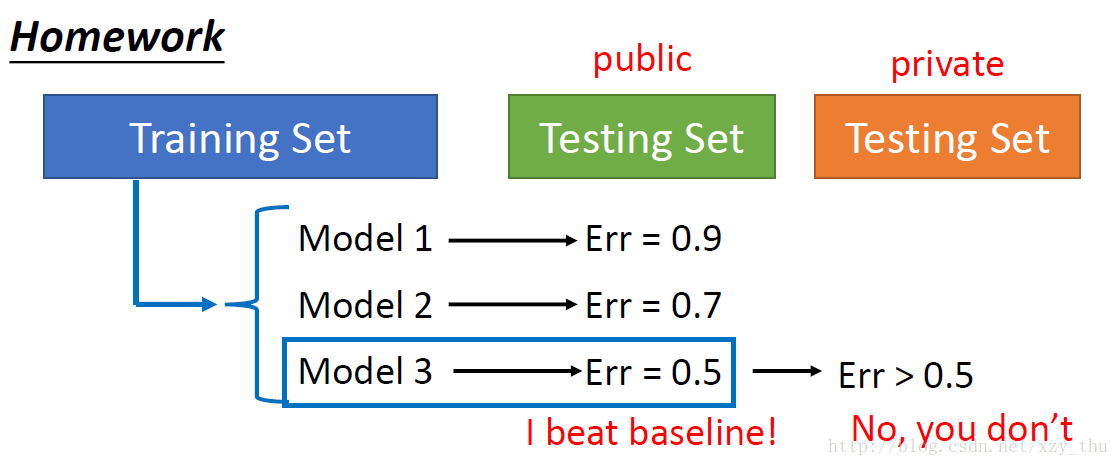 Homework
public
private
Training Set
Testing Set
Testing Set
Model 1
Err = 0.9
Model 2
Err = 0.7
Model 3
Err = 0.5
Err > 0.5
I beat baseline!
No, you don't
http://blog.csdn.net/xzy_thu